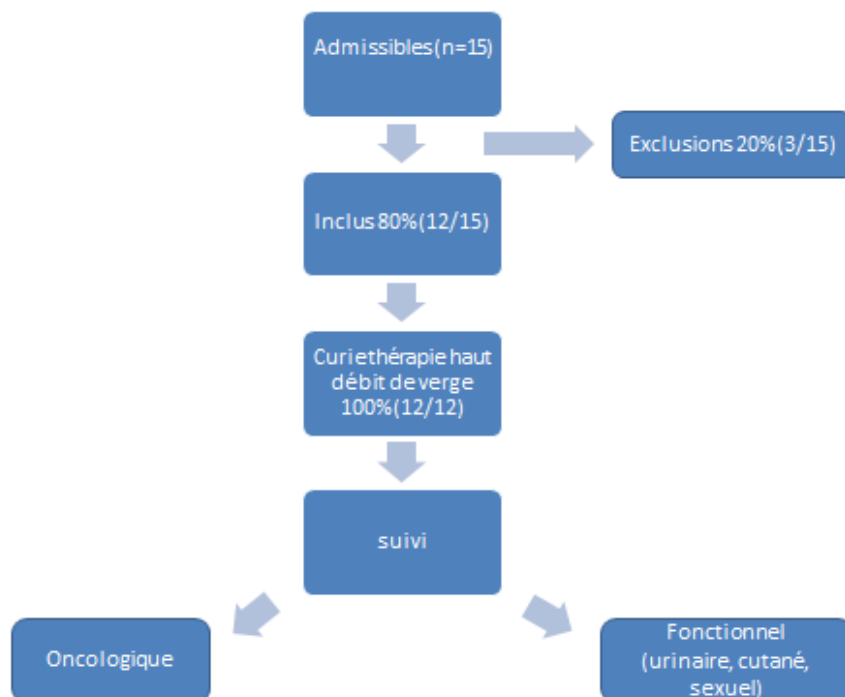 Admissibles (n=15)
Exclusions 20% (3/15)
Inclus 80% (12/15)
Curiethérapie haut
débit de verge
100% (12/12)
suivi
Oncologique
Fonctionnel
(urinaire, cutané,
sexuel)